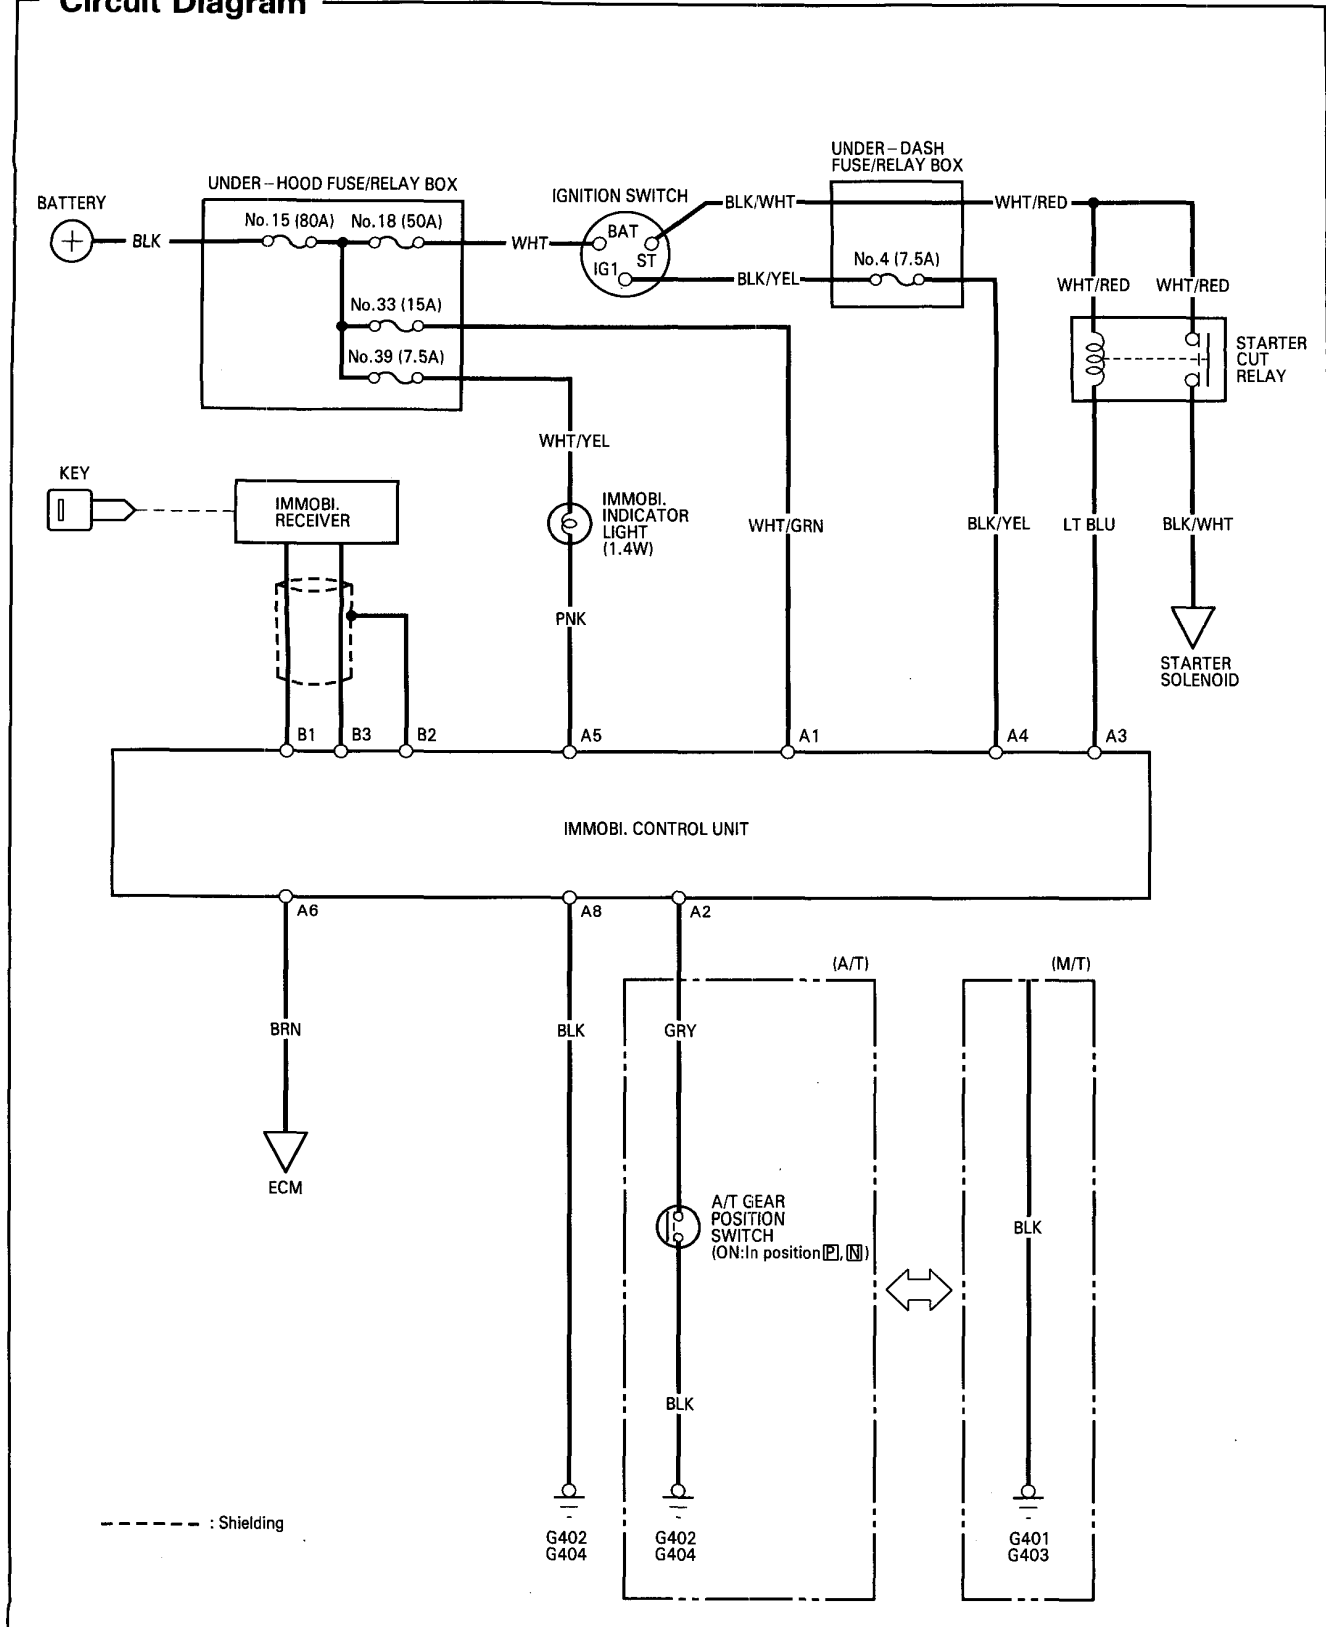 Circuit Diagram
UNDER-DASH
FUSE/RELAY BOX
UNDER-HOOD FUSE/RELAY BOX
IGNITION SWITCH
BATTERY
No.15 (80A)
No.18 (50A)
BLK/WHT
WHT/RED
+
BLK
WHT
BAT
ST
IG1
BLK/YEL
No.4 (7.5A)
WHT/RED
WHT/RED
No.33 (15A)
No.39 (7.5A)
STARTER
CUT
RELAY
WHT/YEL
KEY
IMMOBI.
RECEIVER
IMMOBI.
INDICATOR
LIGHT
(1.4W)
WHT/GRN
BLK/YEL
LT BLU
BLK/WHT
PNK
STARTER
SOLENOID
B1
B3
B2
A5
A1
A4
A3
IMMOBI. CONTROL UNIT
A6
A8
A2
(A/T)
(M/T)
BRN
BLK
GRY
ECM
A/T GEAR
POSITION
SWITCH
(ON:In position P, N)
BLK
BLK
: Shielding
G402
G404
G402
G404
G401
G403